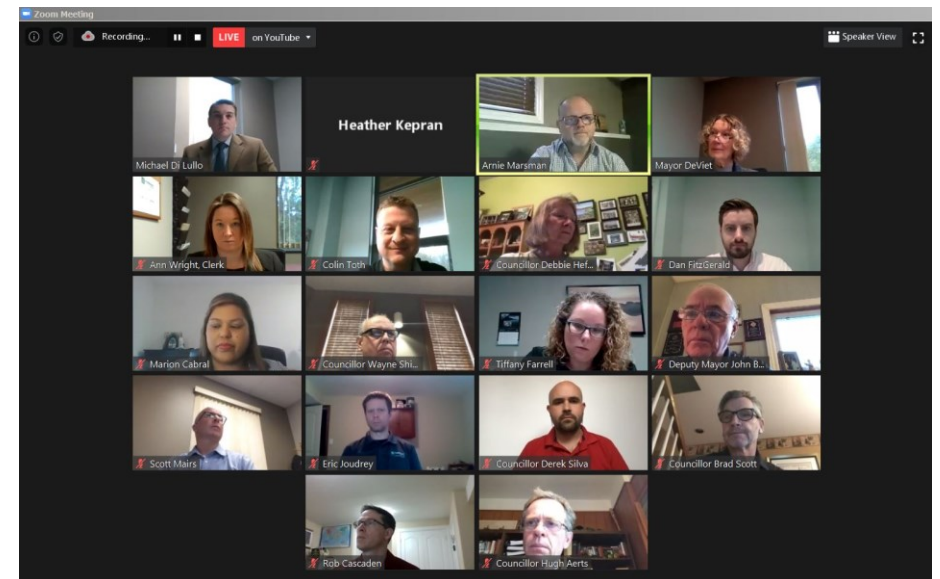 Zoom Meeting
Recording...
LIVE on YouTube
Speaker View
Michael Di Lullo
Heather Kepran
Arnie Marsman
Mayor DeViet
Ann Wright, Clerk
Colin Toth
Councillor Debbie Hef...
Dan FitzGerald
Marion Cabral
Councillor Wayne Shi...
Tiffany Farrell
Deputy Mayor John B...
Scott Mairs
Eric Joudrey
Councillor Derek Silva
Councillor Brad Scott
Rob Cascaden
Councillor Hugh Aerts